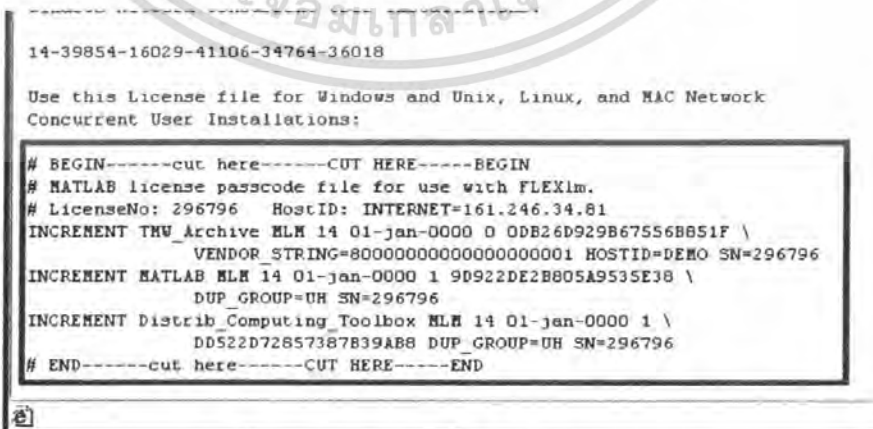 14-39854-16029-41106-34764-36018
Use this License file for Windows and Unix, Linux, and MAC Network
Concurrent User Installations:
# BEGIN------cut here------CUT HERE-----BEGIN
# MATLAB license passcode file for use with FLEXlm.
# LicenseNo: 296796 HostID: INTERNET=161.246.34.81
INCREMENT TMW_Archive MLM 14 01-jan-0000 0 0DB26D929B67556B851F \
VENDOR_STRING=80000000000000000001 HOSTID=DEMO SN=296796
INCREMENT MATLAB MLM 14 01-jan-0000 1 9D922DE2B805A9535E38 \
DUP_GROUP=UH SN=296796
INCREMENT Distrib_Computing_Toolbox MLM 14 01-jan-0000 1 \
DD522D72857387B39AB8 DUP_GROUP=UH SN=296796
# END------cut here------CUT HERE-----END